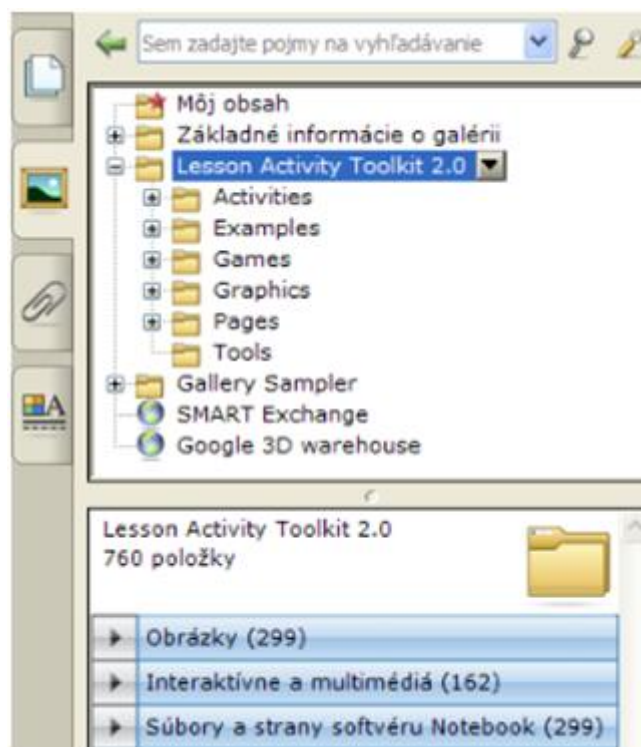 Sem zadajte pojmy na vyhľadávanie
Môj obsah
Základné informácie o galérii
Lesson Activity Toolkit 2.0
Activities
Examples
Games
Graphics
Pages
Tools
Gallery Sampler
SMART Exchange
Google 3D warehouse
Lesson Activity Toolkit 2.0
760 položky
Obrázky (299)
Interaktívne a multimédiá (162)
Súbory a strany softvéru Notebook (299)